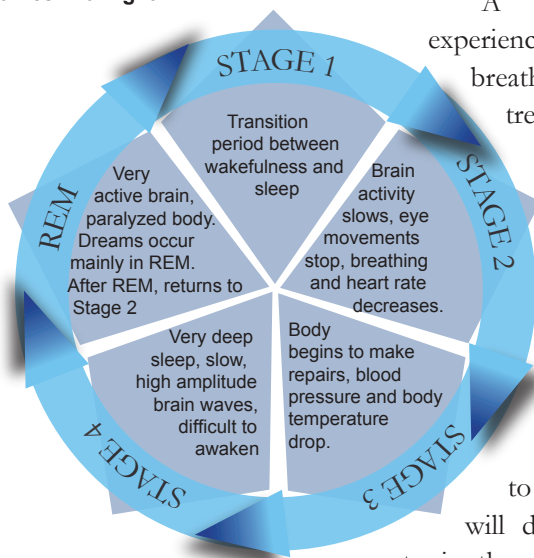 A
experienc
breath
tre
STAGE 1
Transition
period between
wakefulness and
sleep
STAGE 2
Brain
activity
slows, eye
movements
stop, breathing
and heart rate
decreases.
STAGE 3
Body
begins to make
repairs, blood
pressure and body
temperature
drop.
STAGE 4
Very deep
sleep, slow,
high amplitude
brain waves,
difficult to
awaken
REM
Very
active brain,
paralyzed body.
Dreams occur
mainly in REM.
After REM, returns to
Stage 2
to
will d